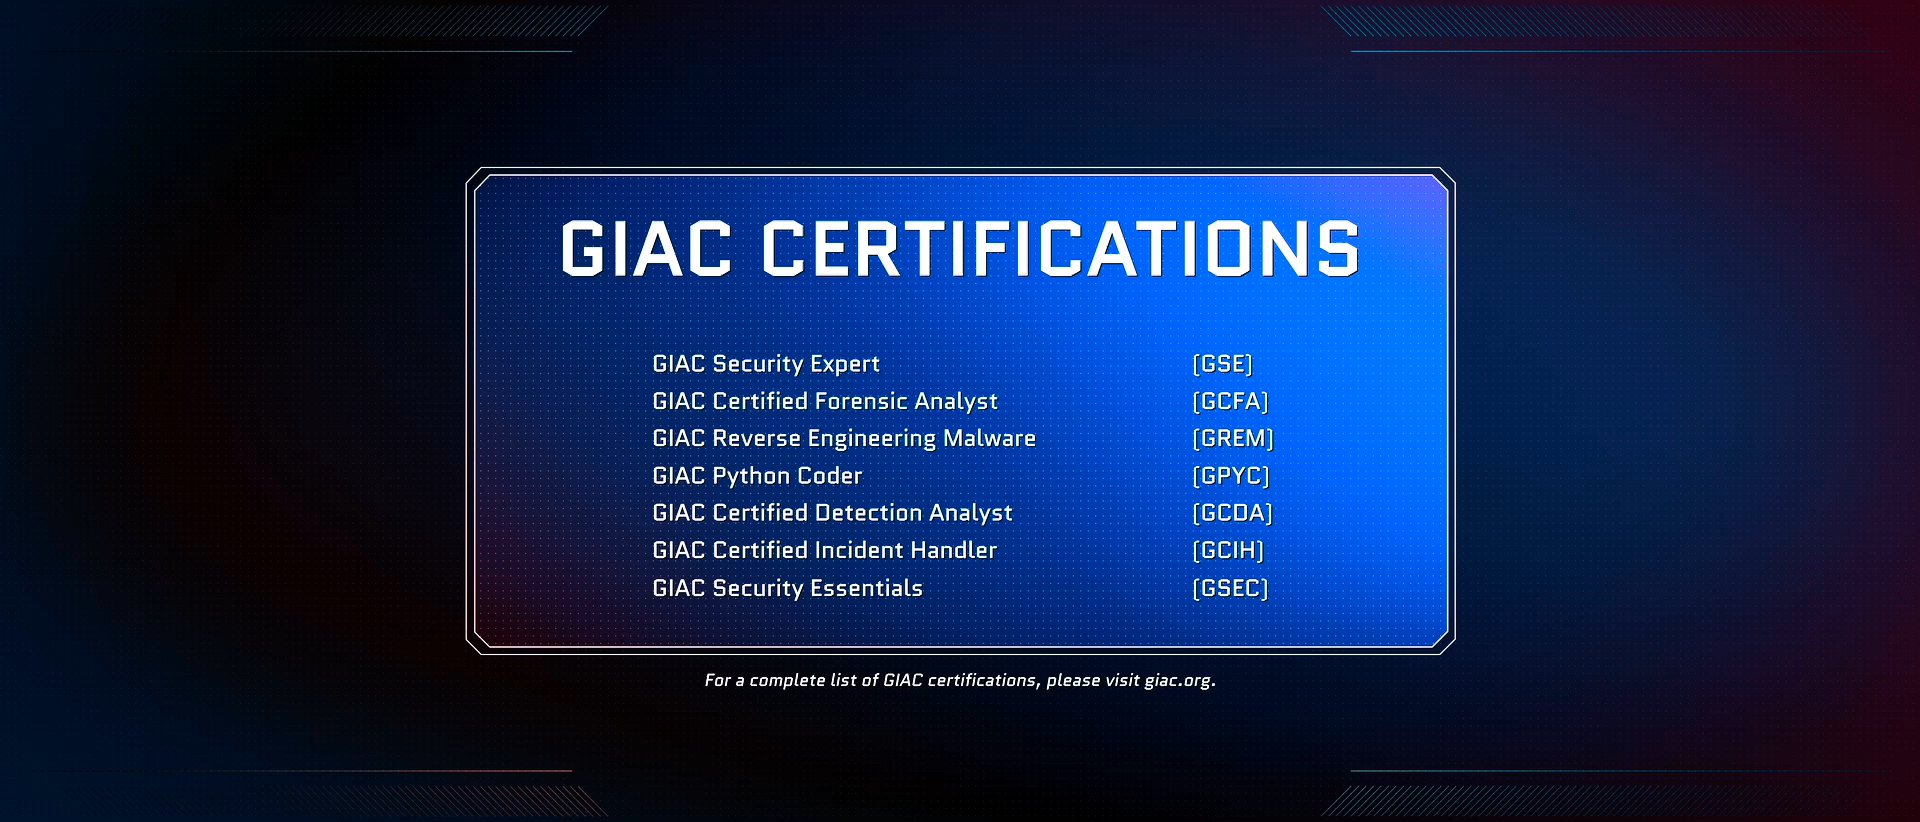 GIAC CERTIFICATIONS
GIAC Security Expert [GSE]
GIAC Certified Forensic Analyst [GCFA]
GIAC Reverse Engineering Malware [GREM]
GIAC Python Coder [GPYC]
GIAC Certified Detection Analyst [GCDA]
GIAC Certified Incident Handler [GCIH]
GIAC Security Essentials [GSEC]
For a complete list of GIAC certifications, please visit giac.org.